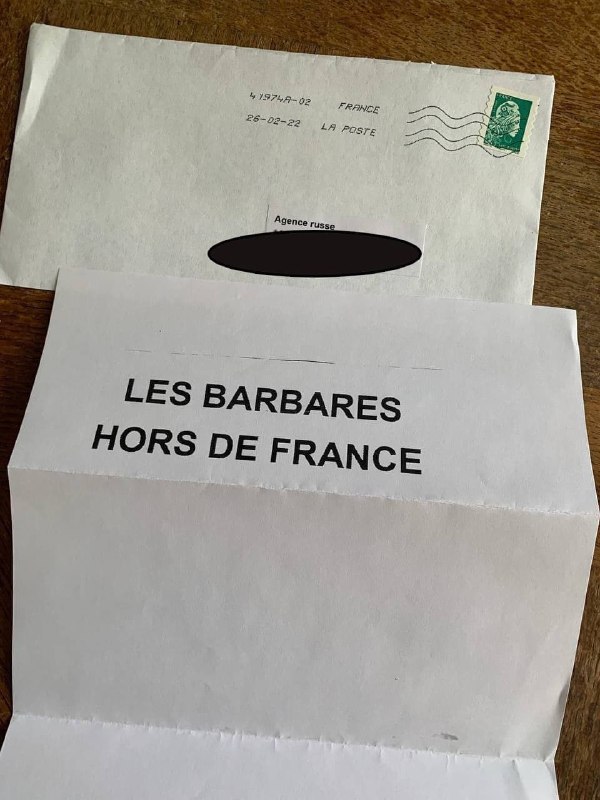 41974A-02 FRANCE
26-02-22 LA POSTE
Agence russe
LES BARBARES
HORS DE FRANCE